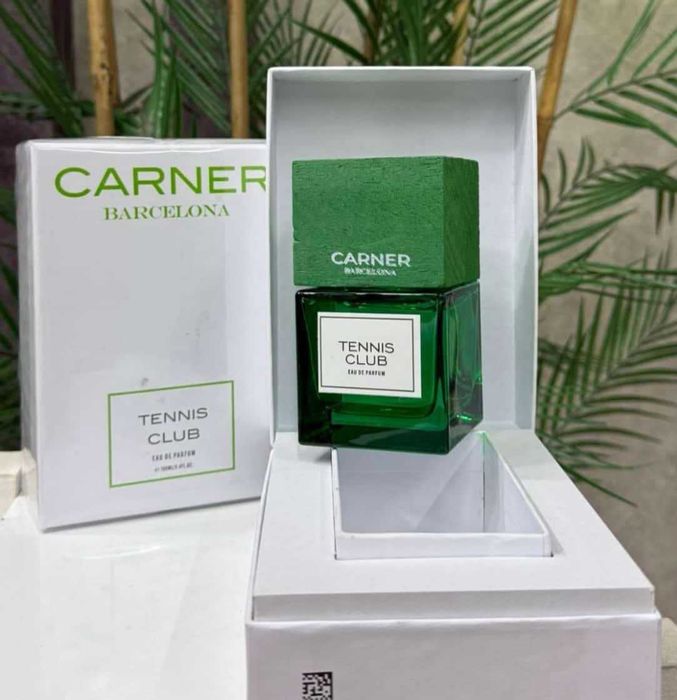 CARNER
BARCELONA
TENNIS
CLUB
EAU DE PARFUM
CARNER
BARCELONA
TENNIS
CLUB
EAU DE PARFUM